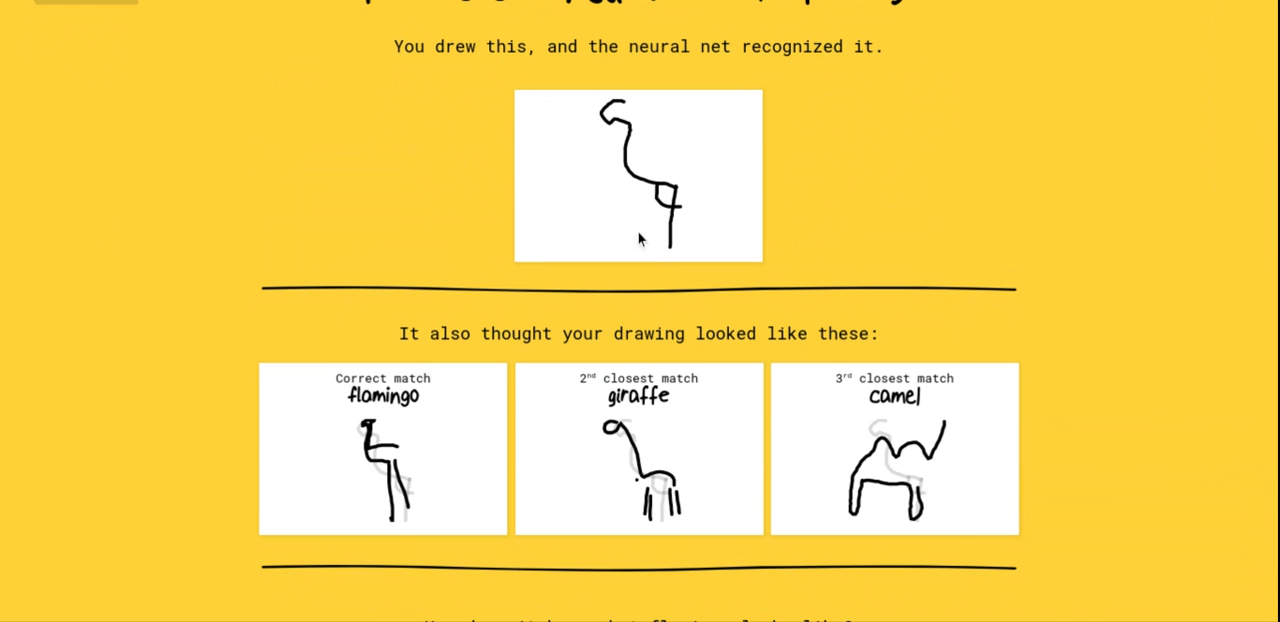 You drew this, and the neural net recognized it.
It also thought your drawing looked like these:
Correct match
flamingo
2nd closest match
giraffe
3rd closest match
camel